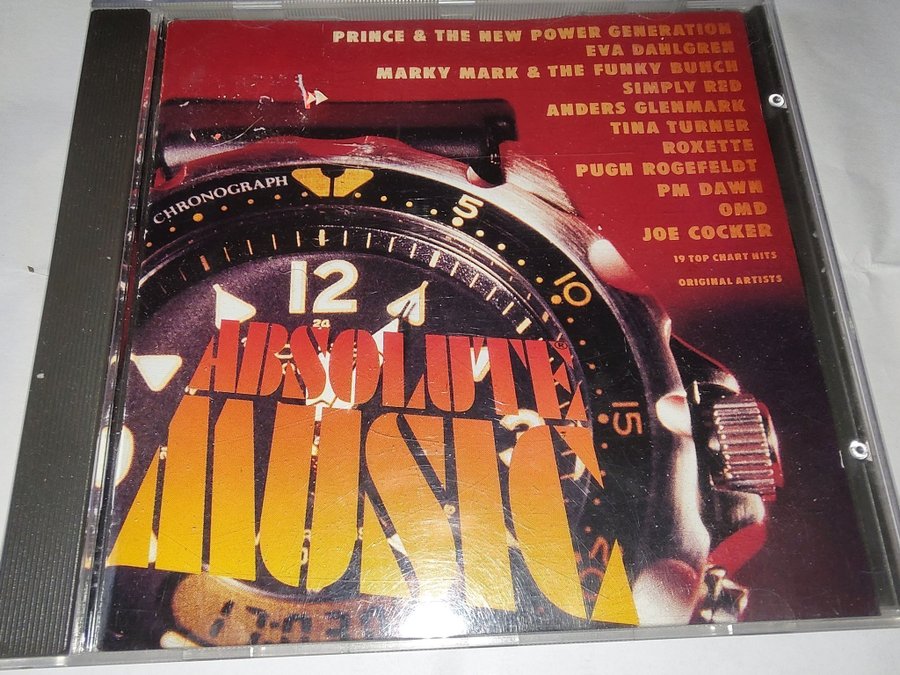 PRINCE & THE NEW POWER GENERATION
EVA DAHLGREN
MARKY MARK & THE FUNKY BUNCH
SIMPLY RED
ANDERS GLENMARK
TINA TURNER
ROXETTE
PUGH ROGEFELDT
PM DAWN
OMD
JOE COCKER
19 TOP CHART HITS
ORIGINAL ARTISTS
CHRONOGRAPH
5
10
12
24
15
ABSOLUTE®
MUSIC